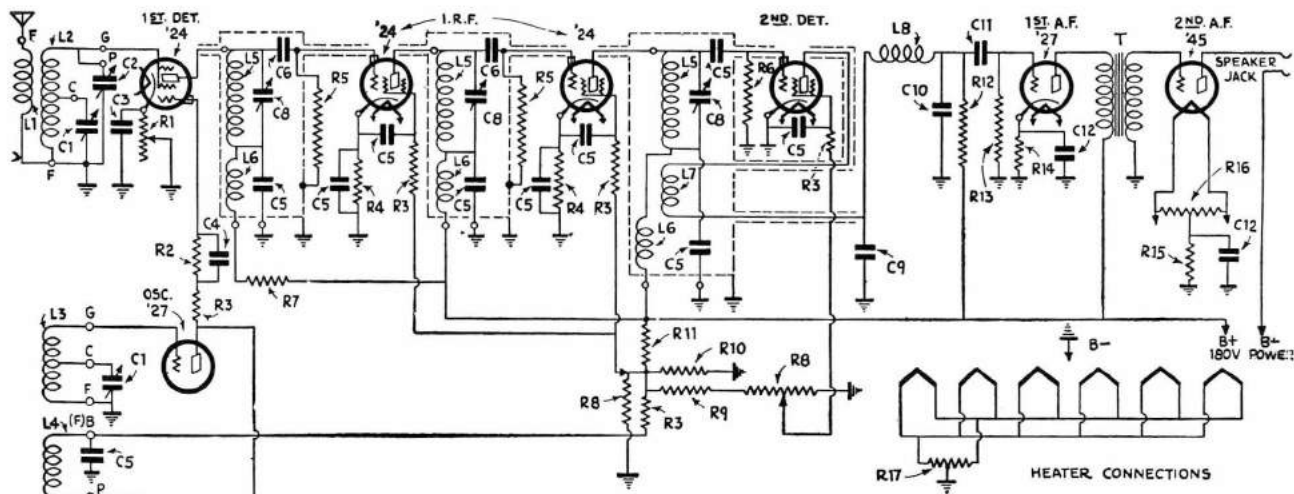 1ST. DET.
'24
I.R.F.
'24
'24
2ND. DET.
'24
L8
C11
1ST. A.F.
'27
T
2ND. A.F.
'45
SPEAKER
JACK
F
L2
G
P
C2
C
C3
C1
R1
L1
F
L5
C6
R5
C8
L6
C5
C5
C5
R4
R3
L5
C6
R5
C8
L6
C5
C5
C5
R4
R3
L5
C5
C8
R6
C5
R3
L7
L6
C5
C9
C10
R12
R13
R14
C12
R16
R15
C12
C4
R2
R3
R7
OSC.
'27
L3
G
C
C1
F
L4
(F)B
C5
P
R11
R10
R8
R9
R8
R3
B-
B+
180V
POWER
R17
HEATER CONNECTIONS